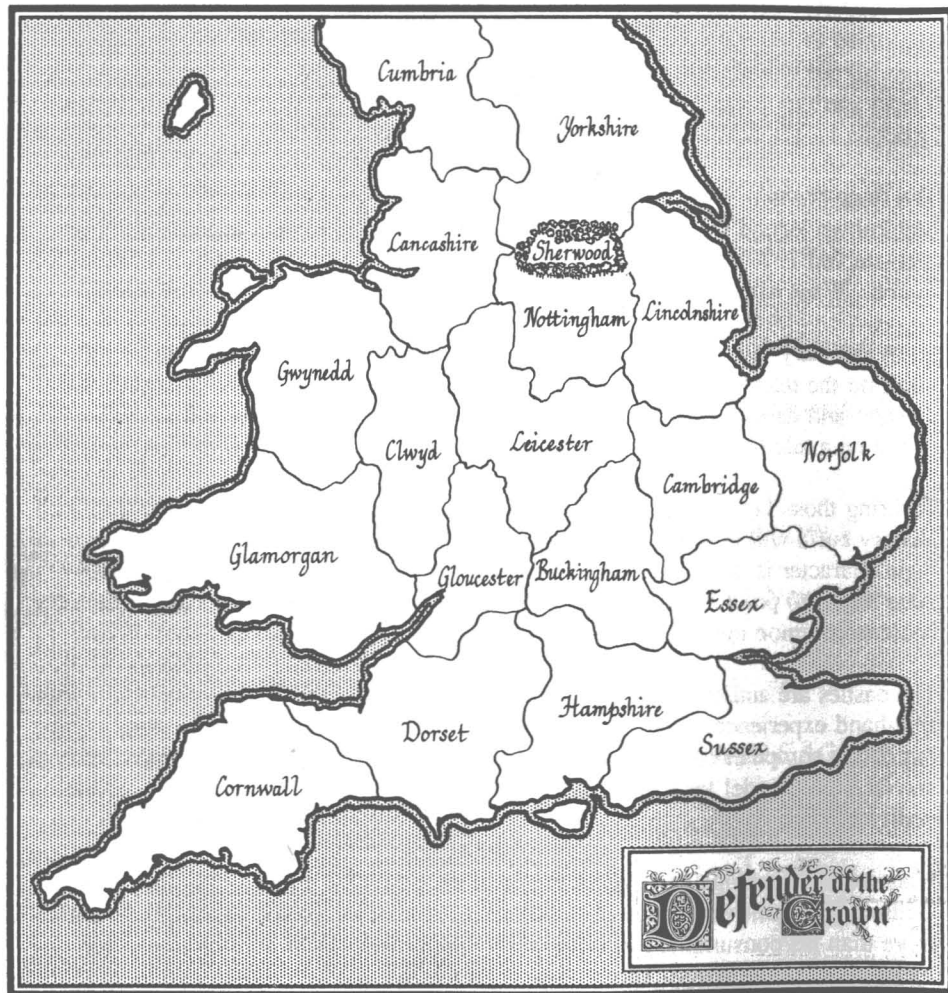 Cumbria
Yorkshire
Lancashire
Sherwood
Nottingham
Lincolnshire
Gwynedd
Clwyd
Leicester
Norfolk
Cambridge
Glamorgan
Gloucester
Buckingham
Essex
Hampshire
Dorset
Sussex
Cornwall
Defender of the
Crown